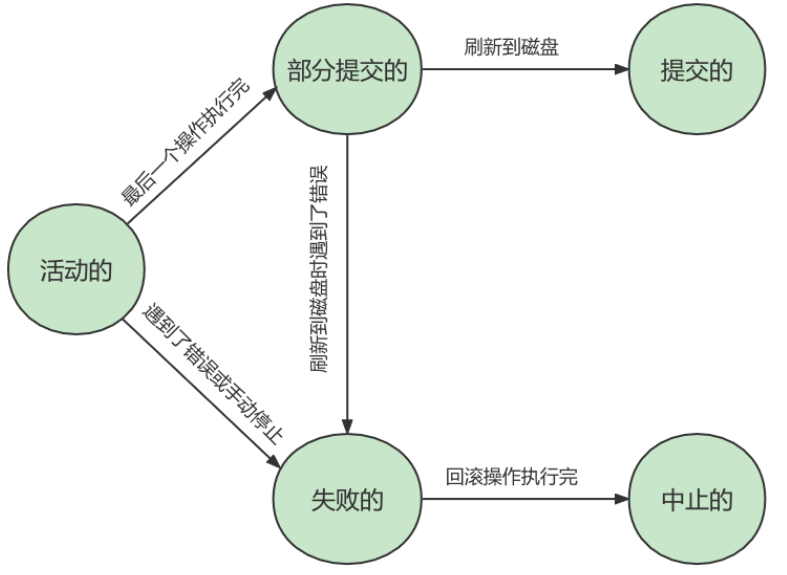 部分提交的
刷新到磁盘
提交的
最后一个操作执行完
刷新到磁盘时遇到了错误
活动的
遇到了错误或手动停止
失败的
回滚操作执行完
中止的